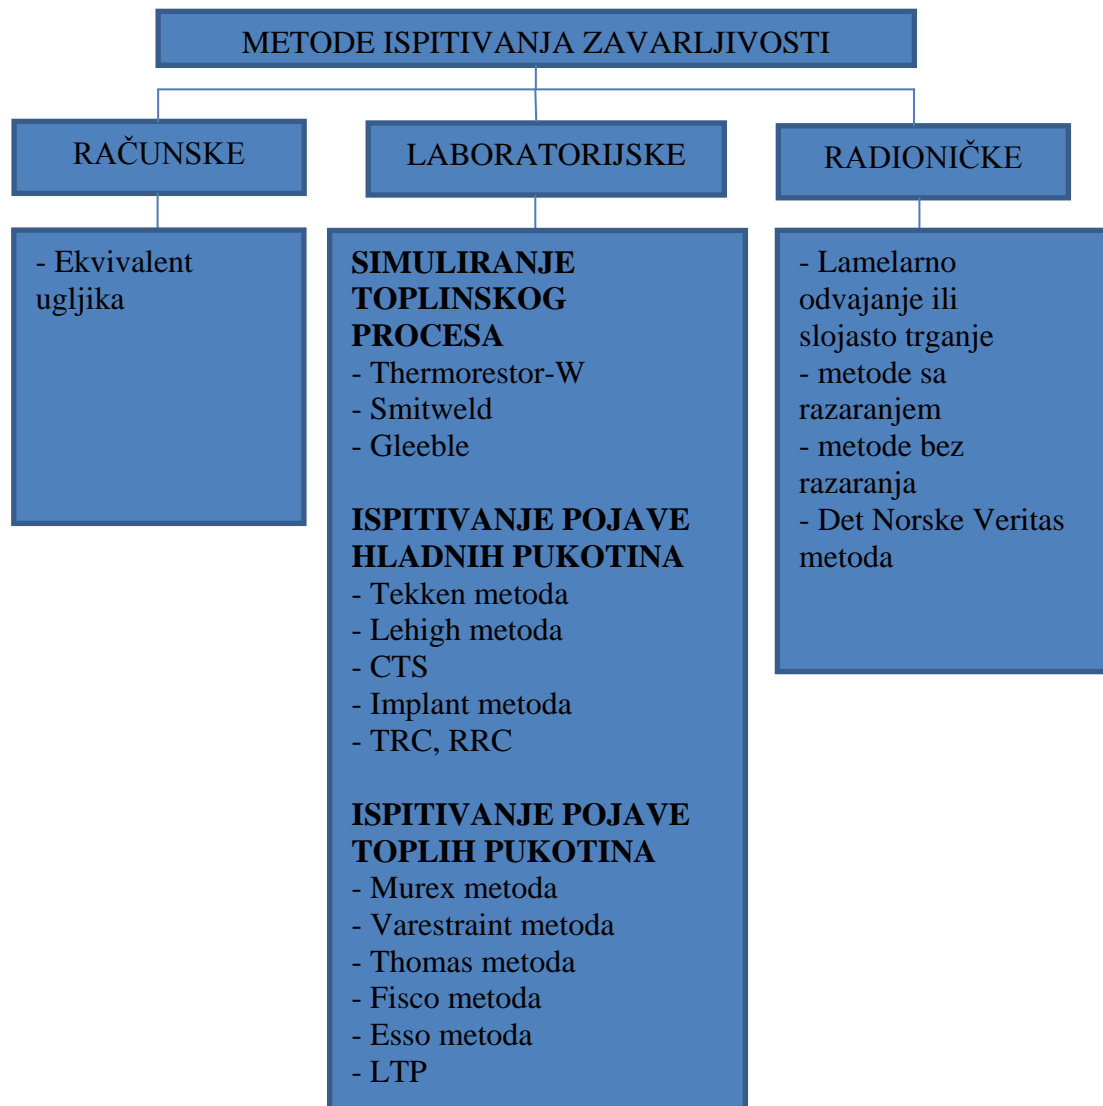 METODE ISPITIVANJA ZAVARLJIVOSTI
RAČUNSKE
LABORATORIJSKE
RADIONIČKE
- Ekvivalent
ugljika
SIMULIRANJE
TOPLINSKOG
PROCESA
- Thermorestor-W
- Smitweld
- Gleeble
ISPITIVANJE POJAVE
HLADNIH PUKOTINA
- Tekken metoda
- Lehigh metoda
- CTS
- Implant metoda
- TRC, RRC
ISPITIVANJE POJAVE
TOPLIH PUKOTINA
- Murex metoda
- Varestraint metoda
- Thomas metoda
- Fisco metoda
- Esso metoda
- LTP
- Lamelarno
odvajanje ili
slojasto trganje
- metode sa
razaranjem
- metode bez
razaranja
- Det Norske Veritas
metoda